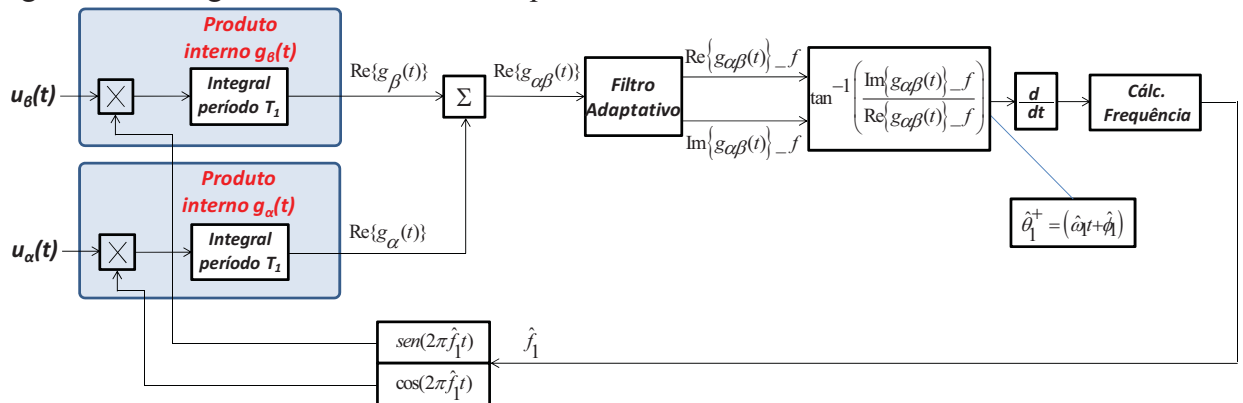 Produto
interno gβ(t)
uβ(t)
Integral
período T1
Re{gβ(t)}
Σ
Re{gαβ(t)}
Filtro
Adaptativo
Re{gαβ(t)}_f
Im{gαβ(t)}_f
tan⁻¹(Im{gαβ(t)}_f / Re{gαβ(t)}_f)
d
dt
Cálc.
Frequência
Produto
interno gα(t)
uα(t)
Integral
período T1
Re{gα(t)}
θ̂₁⁺ = (ω̂₁t+φ̂₁)
sen(2πf̂₁t)
cos(2πf̂₁t)
f̂₁